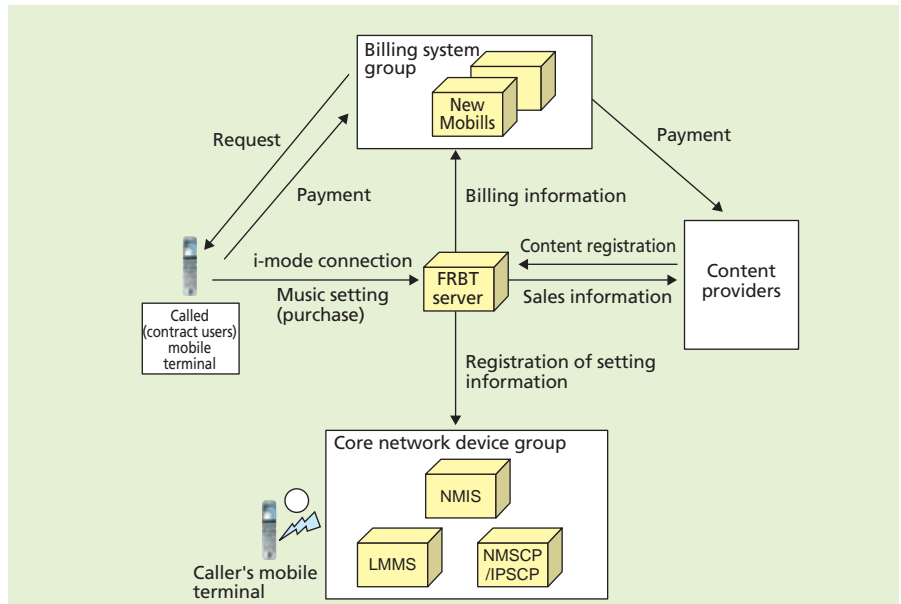 Billing system
group
New
Mobills
Request
Payment
Payment
Billing information
i-mode connection
Music setting
(purchase)
FRBT
server
Content registration
Sales information
Content
providers
Called
(contract users)
mobile
terminal
Registration of setting
information
Core network device group
NMIS
LMMS
NMSCP
/IPSCP
Caller's mobile
terminal